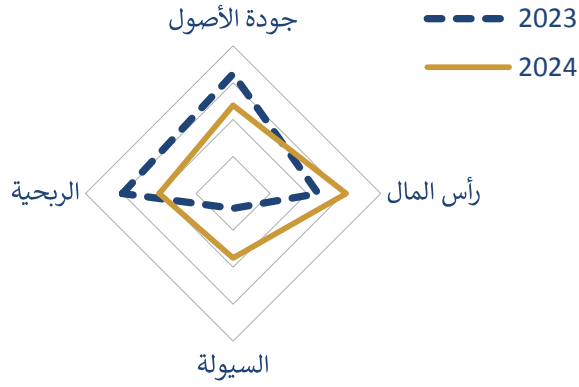 جودة الأصول
2023
2024
رأس المال
الربحية
السيولة